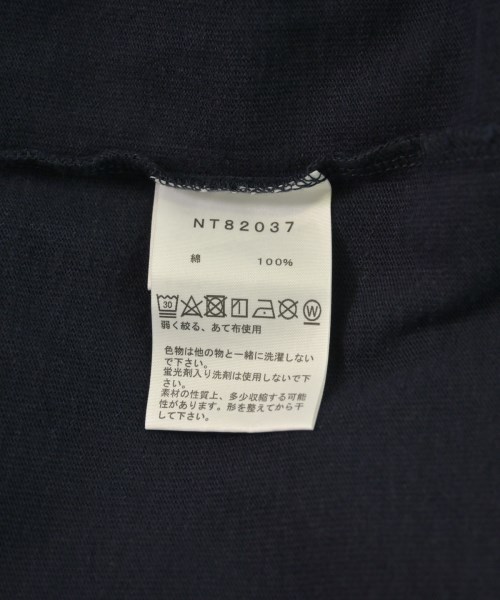 NT82037
綿 100%
30 W
弱く絞る、あて布使用
色物は他の物と一緒に洗濯しない
で下さい。
蛍光剤入り洗剤は使用しないで下
さい。
素材の性質上、多少収縮する可能
性があります。形を整えてから干
して下さい。